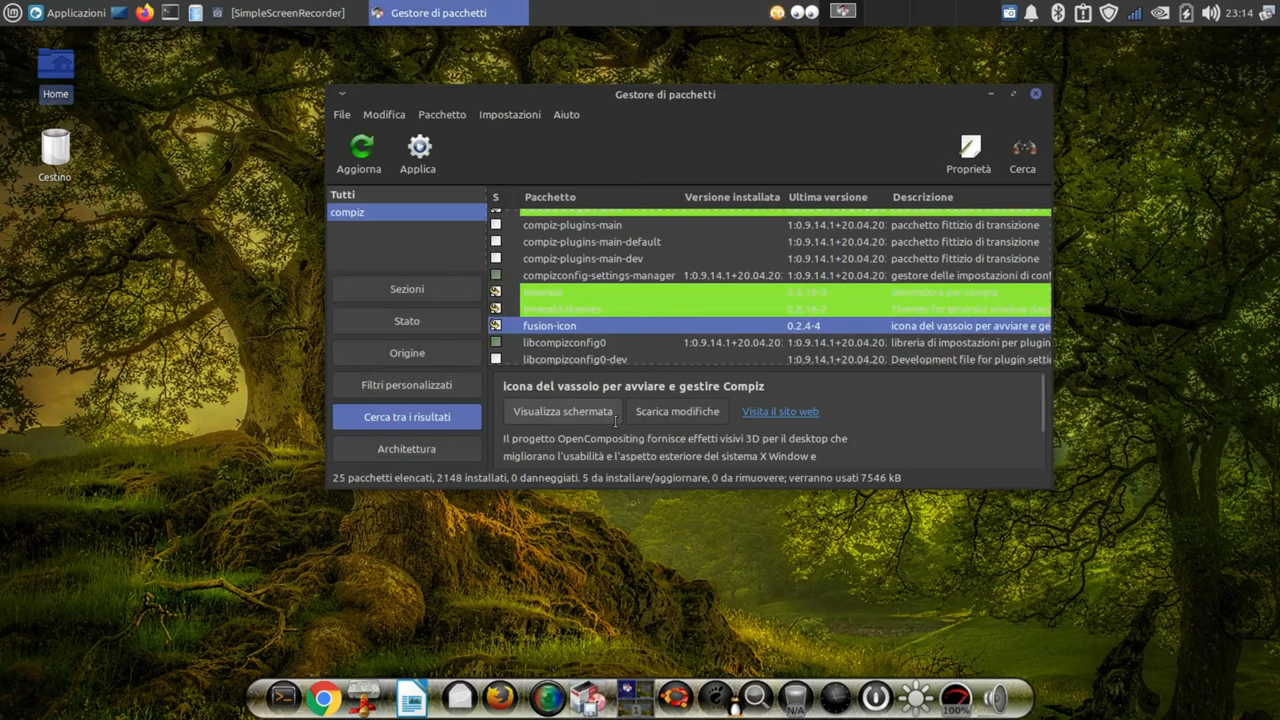 Applicazioni
[SimpleScreenRecorder]
Gestore di pacchetti
23:14
Home
Cestino
Gestore di pacchetti
File Modifica Pacchetto Impostazioni Aiuto
Aggiorna Applica Proprietà Cerca
Tutti
compiz
Sezioni
Stato
Origine
Filtri personalizzati
Cerca tra i risultati
Architettura
S Pacchetto Versione installata Ultima versione Descrizione
compiz-plugins-main 1:0.9.14.1+20.04.20 pacchetto fittizio di transizione
compiz-plugins-main-default 1:0.9.14.1+20.04.20 pacchetto fittizio di transizione
compiz-plugins-main-dev 1:0.9.14.1+20.04.20 pacchetto fittizio di transizione
compizconfig-settings-manager 1:0.9.14.1+20.04.20 1:0.9.14.1+20.04.20 gestore delle impostazioni di con
emerald
emerald-themes
fusion-icon 0.2.4-4 icona del vassoio per avviare e ge
libcompizconfig0 1:0.9.14.1+20.04.20 1:0.9.14.1+20.04.20 libreria di impostazioni per plugin
libcompizconfig0-dev 1:0.9.14.1+20.04.20 Development file for plugin setti
icona del vassoio per avviare e gestire Compiz
Visualizza schermata Scarica modifiche Visita il sito web
Il progetto OpenCompositing fornisce effetti visivi 3D per il desktop che
migliorano l'usabilità e l'aspetto esteriore del sistema X Window e
25 pacchetti elencati, 2148 installati, 0 danneggiati. 5 da installare/aggiornare, 0 da rimuovere; verranno usati 7546 kB
1
N/A
100%